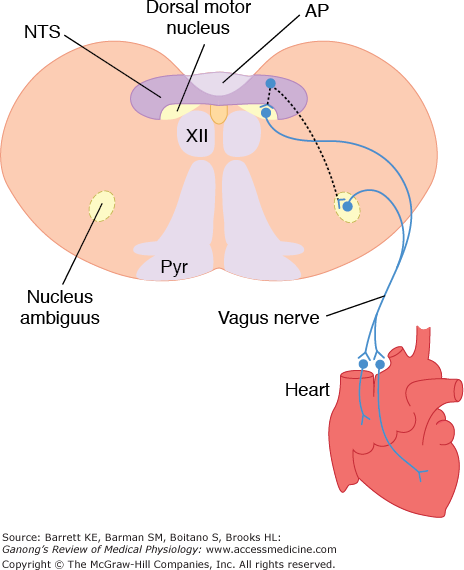 Dorsal motor
nucleus
AP
NTS
XII
Pyr
Nucleus
ambiguus
Vagus nerve
Heart
Source: Barrett KE, Barman SM, Boitano S, Brooks HL:
Ganong's Review of Medical Physiology: www.accessmedicine.com
Copyright © The McGraw-Hill Companies, Inc. All rights reserved.